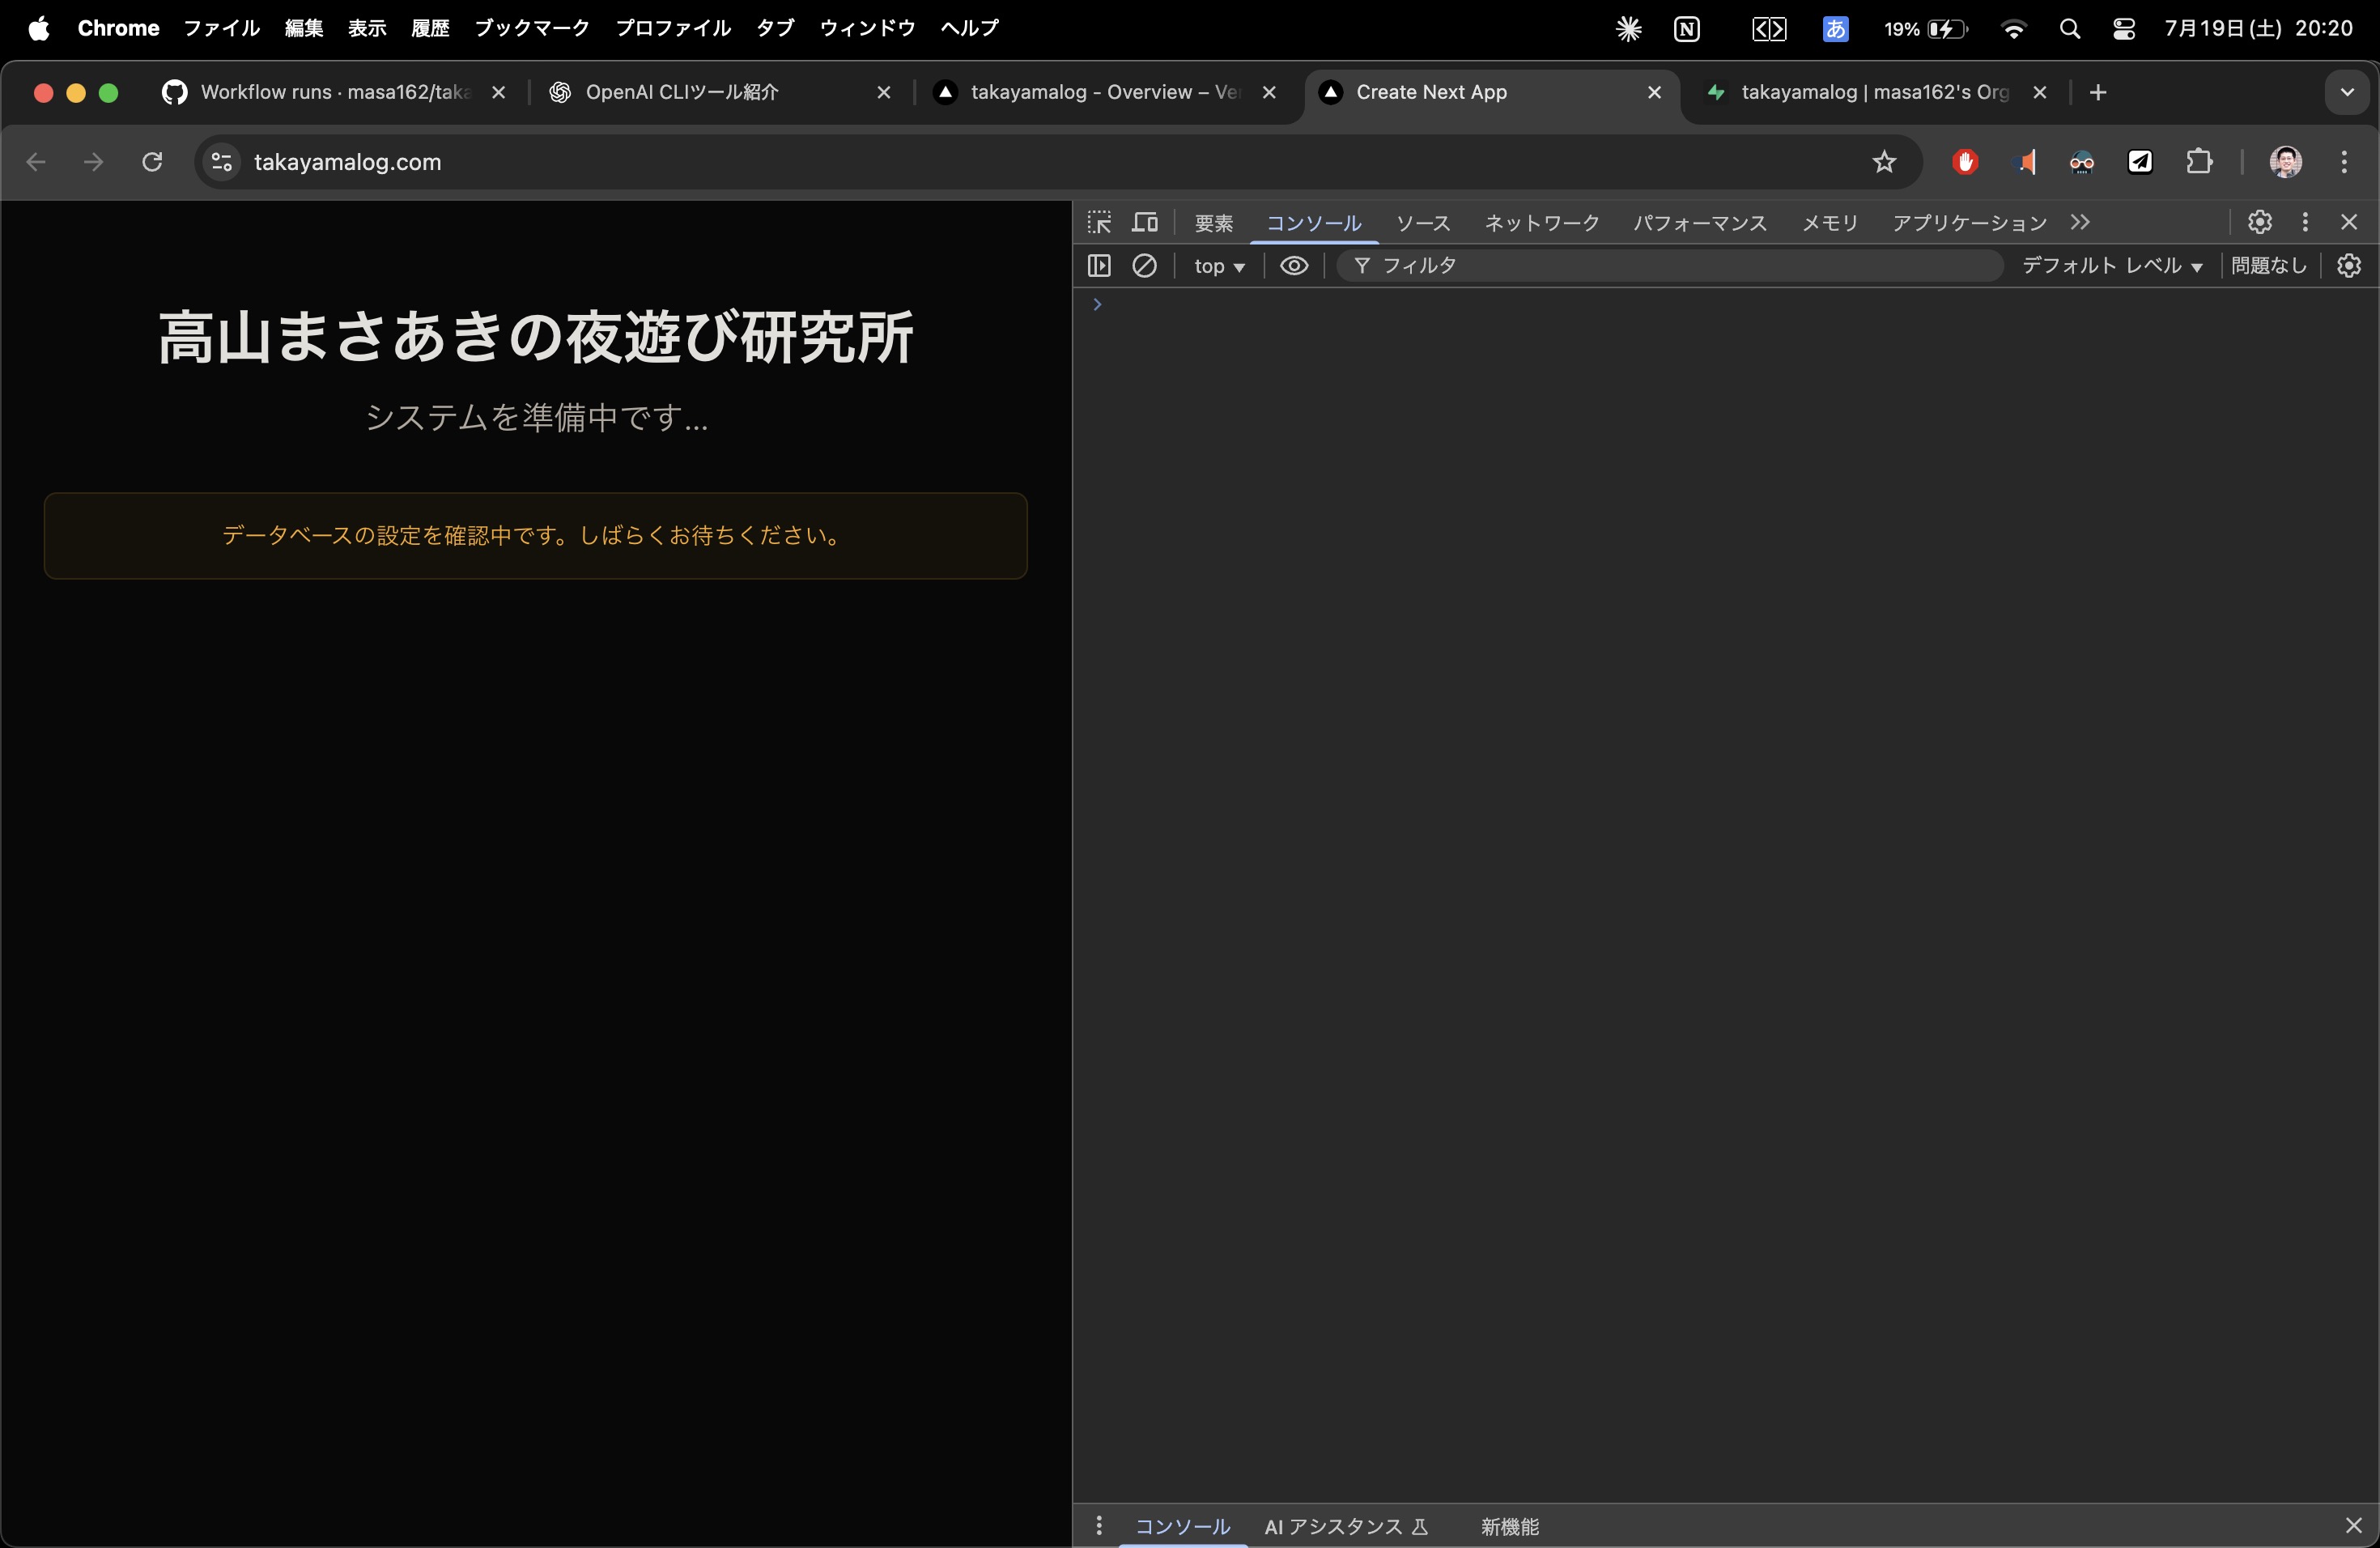 Chrome ファイル 編集 表示 履歴 ブックマーク プロファイル タブ ウィンドウ ヘルプ
N あ 19% 7月19日(土) 20:20
Workflow runs · masa162/taka
OpenAI CLIツール紹介
takayamalog - Overview – Ve
Create Next App
takayamalog | masa162's Org
takayamalog.com
要素 コンソール ソース ネットワーク パフォーマンス メモリ アプリケーション
top フィルタ デフォルト レベル 問題なし
高山まさあきの夜遊び研究所
システムを準備中です...
データベースの設定を確認中です。しばらくお待ちください。
コンソール AI アシスタンス 新機能